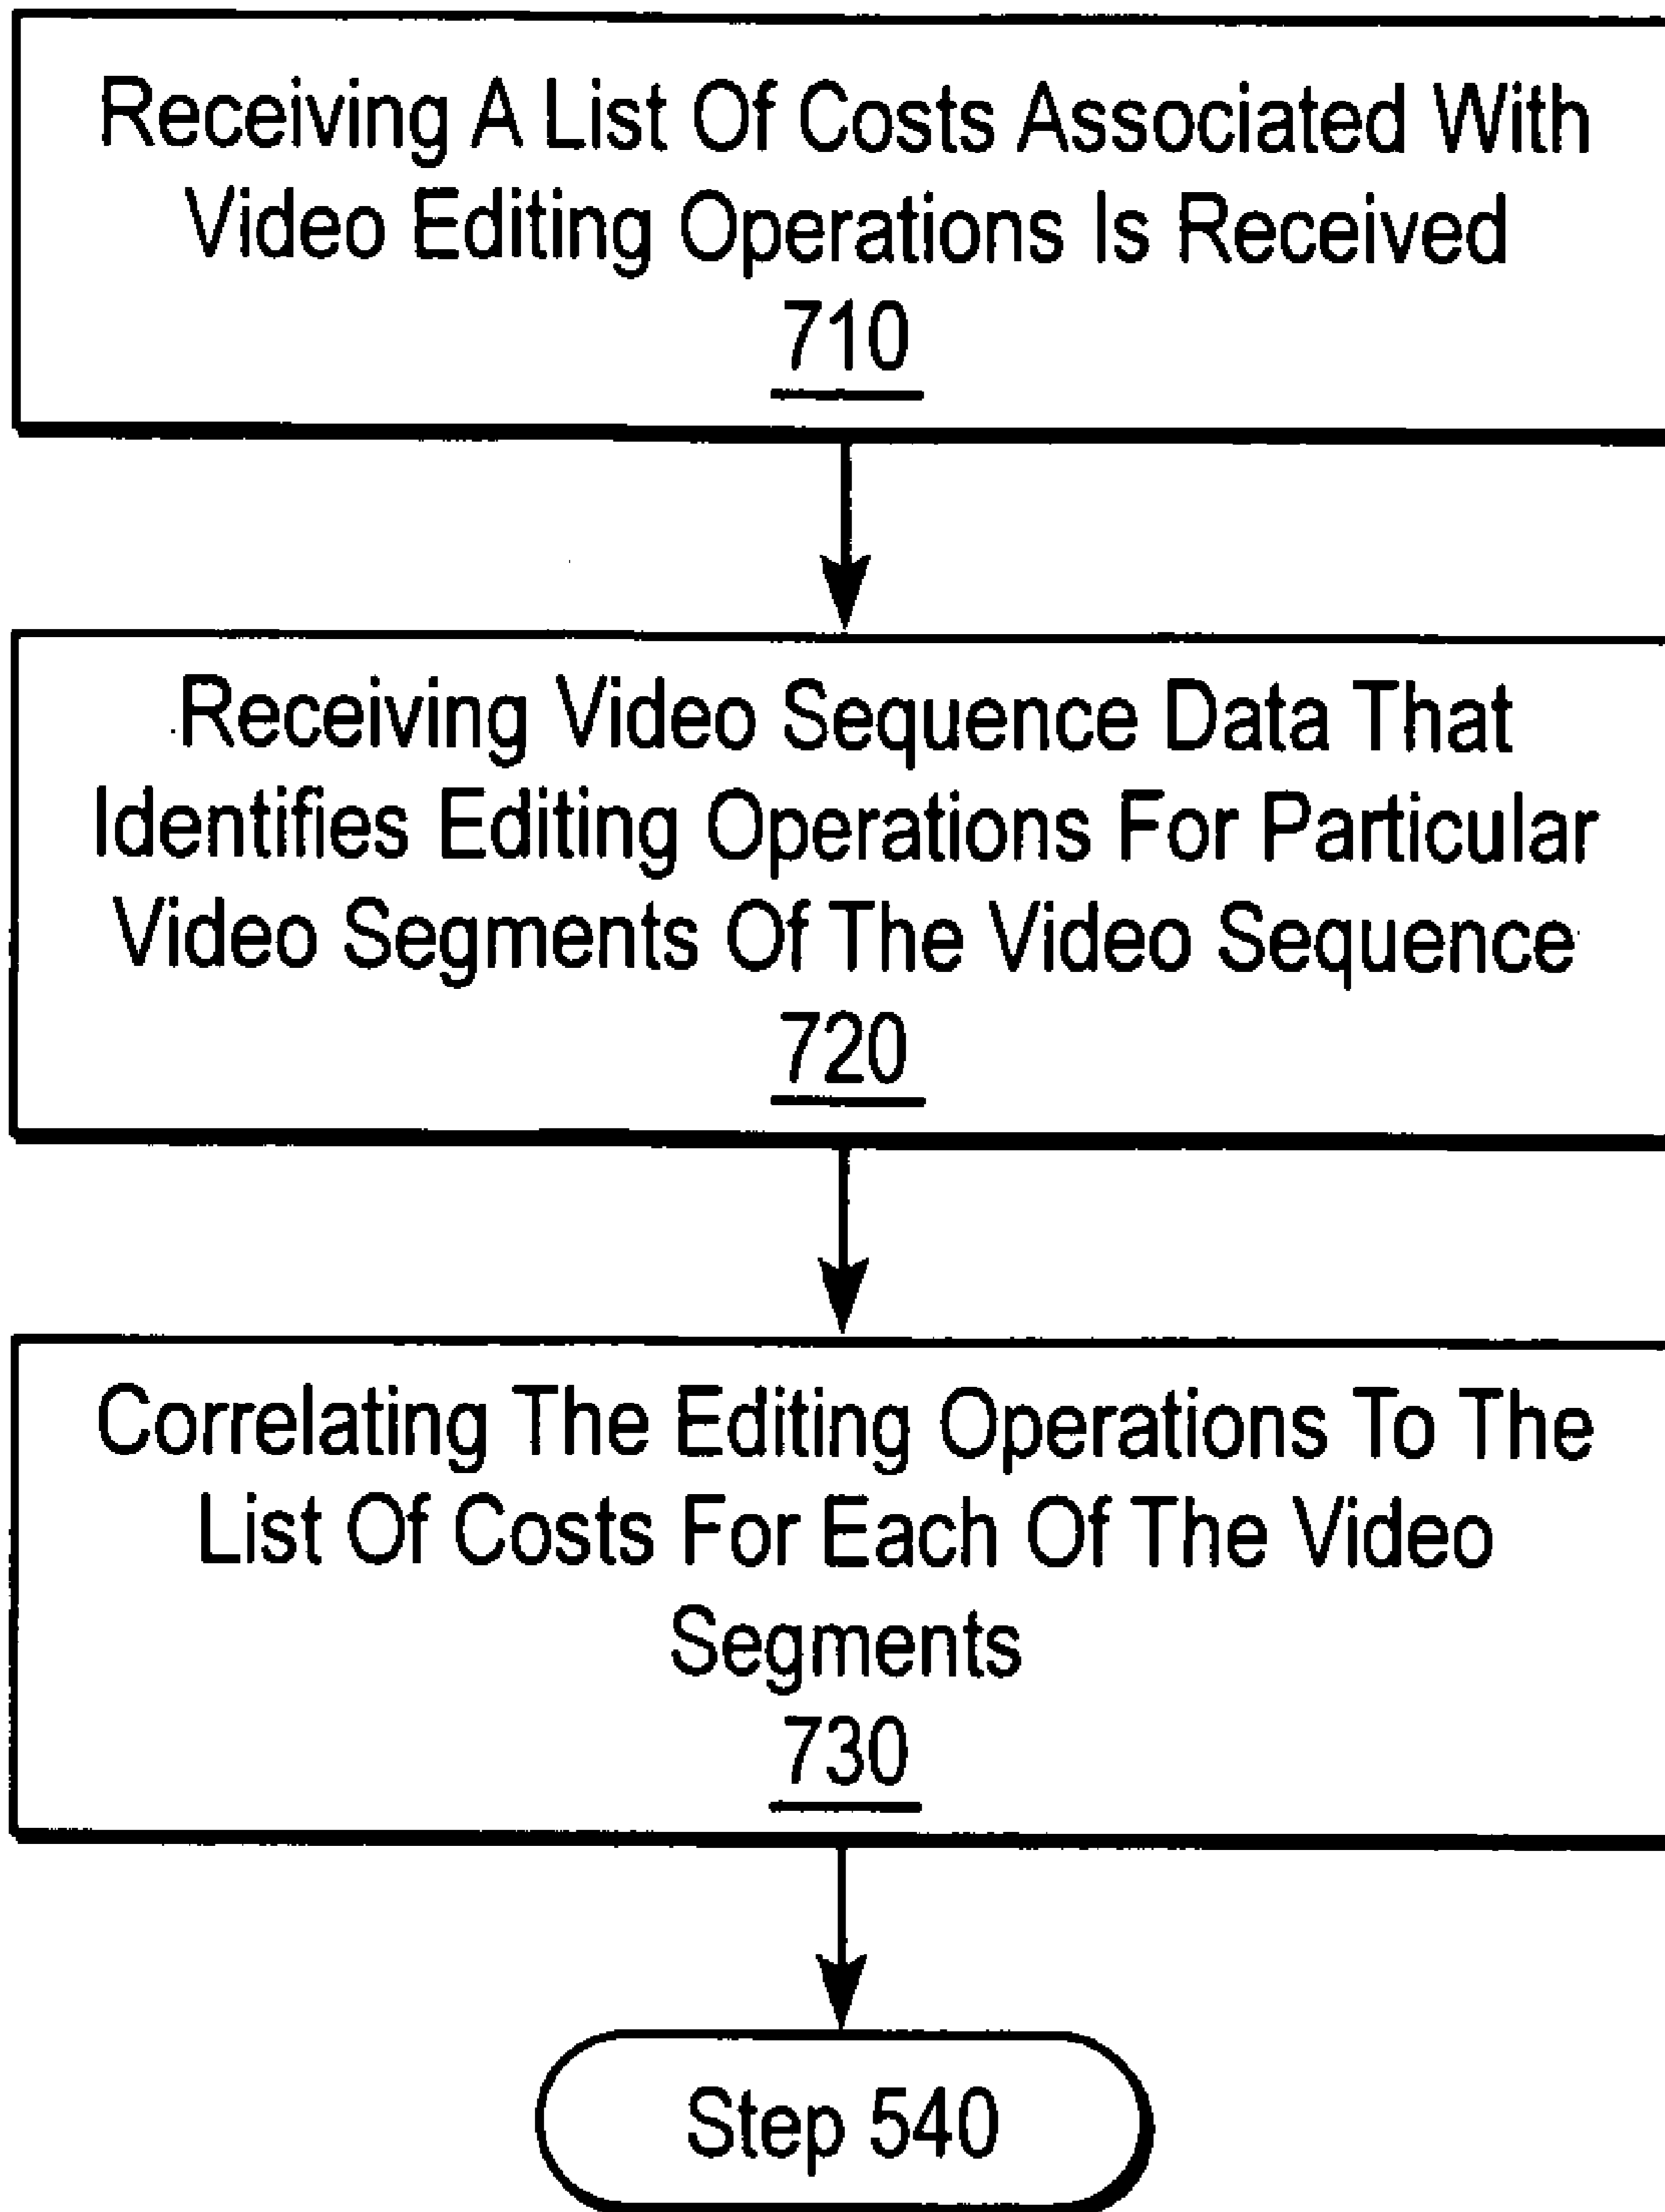 Receiving A List Of Costs Associated With
Video Editing Operations Is Received
710
Receiving Video Sequence Data That
Identifies Editing Operations For Particular
Video Segments Of The Video Sequence
720
Correlating The Editing Operations To The
List Of Costs For Each Of The Video
Segments
730
Step 540